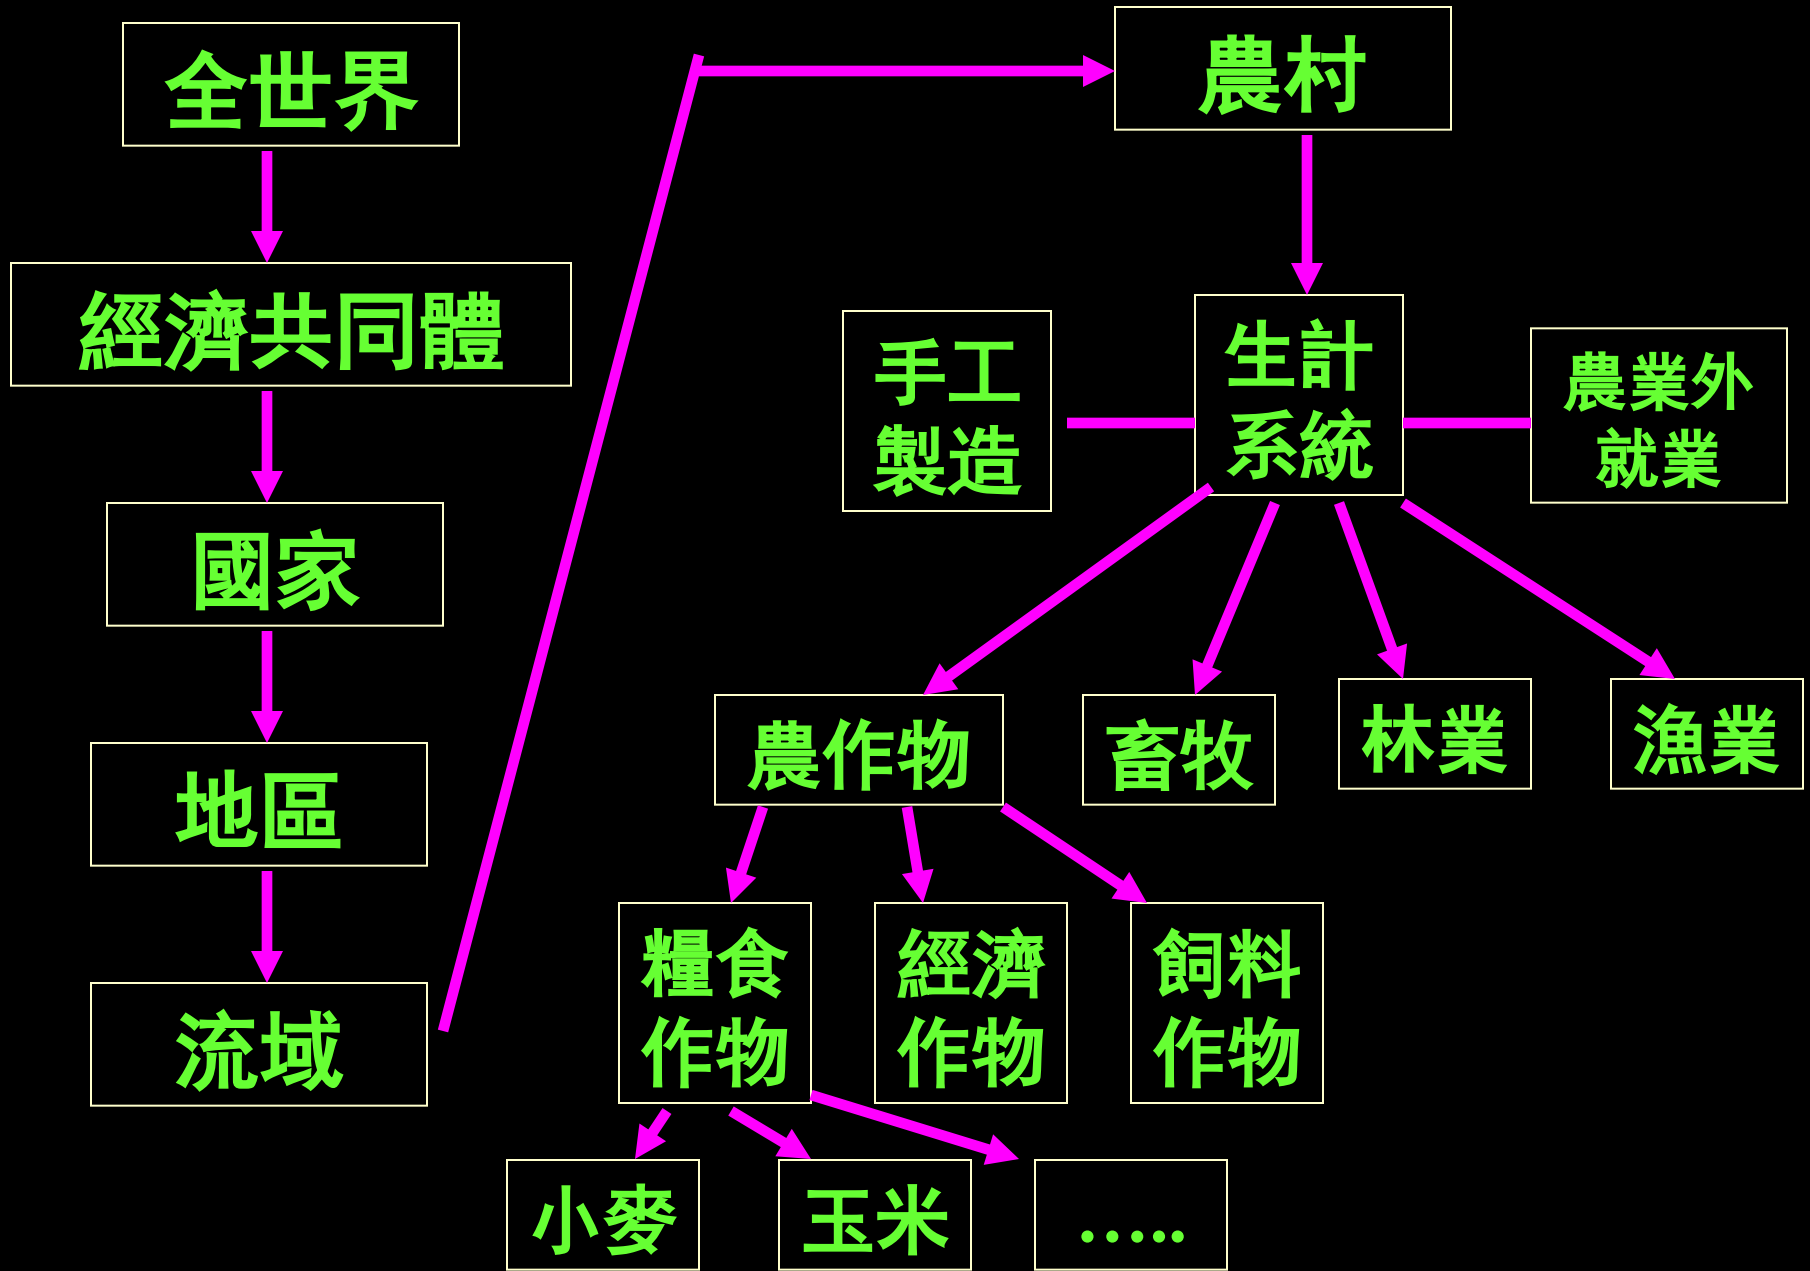 全世界
經濟共同體
國家
地區
流域
農村
手工
製造
生計
系統
農業外
就業
農作物
畜牧
林業
漁業
糧食
作物
經濟
作物
飼料
作物
小麥
玉米
…..